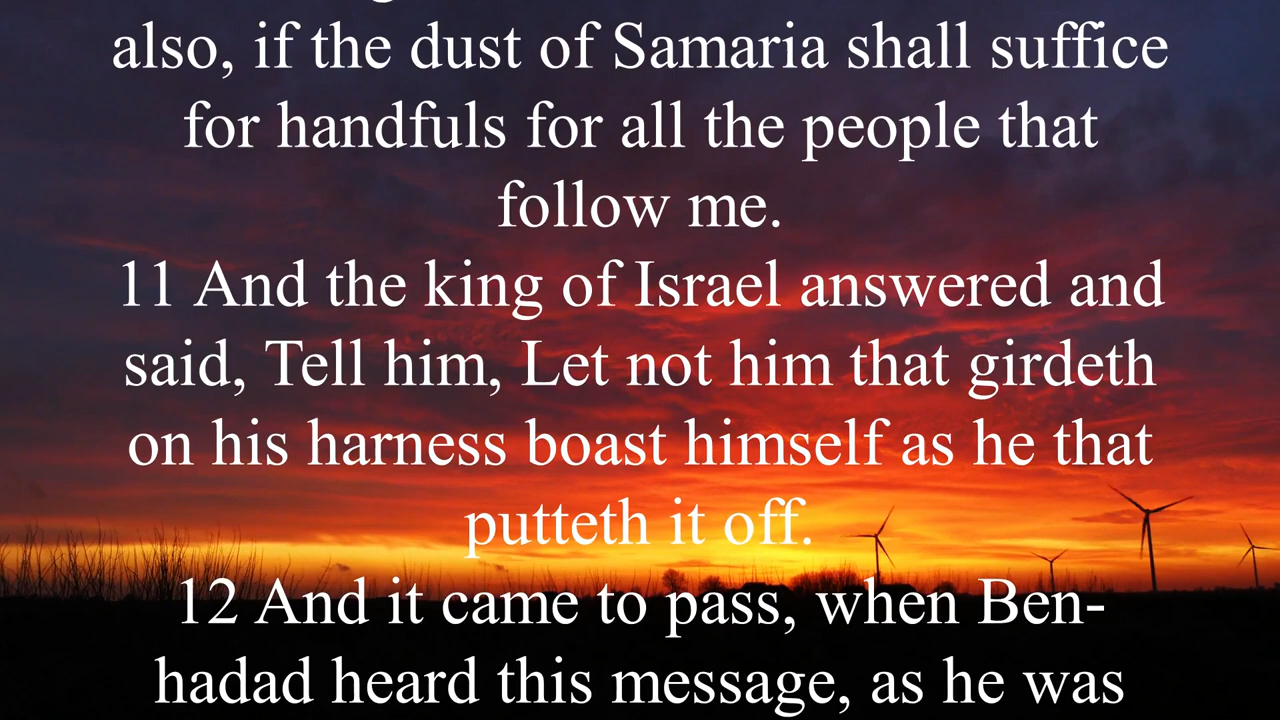 also, if the dust of Samaria shall suffice
for handfuls for all the people that
follow me.
11 And the king of Israel answered and
said, Tell him, Let not him that girdeth
on his harness boast himself as he that
putteth it off.
12 And it came to pass, when Ben-
hadad heard this message, as he was